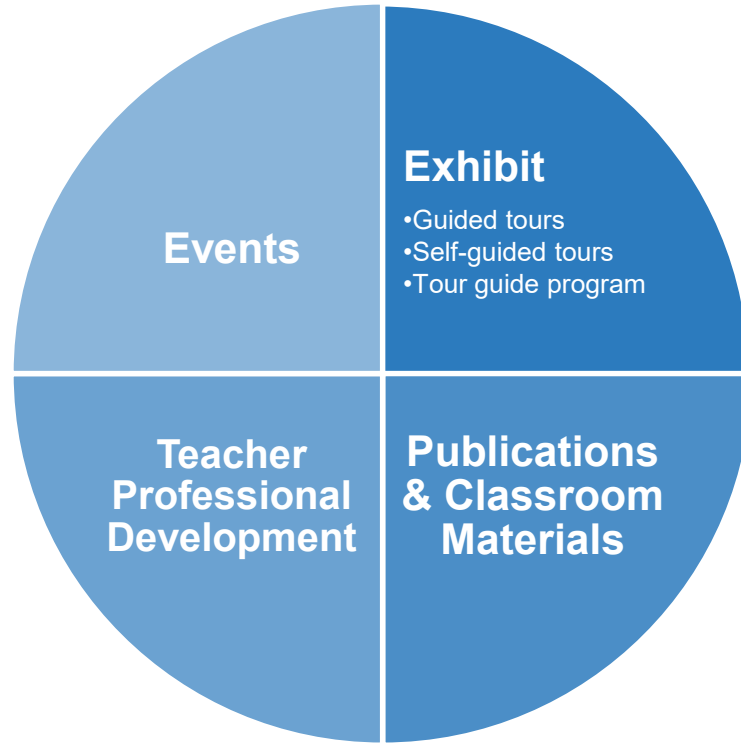 Events
Exhibit
•Guided tours
•Self-guided tours
•Tour guide program
Teacher
Professional
Development
Publications
& Classroom
Materials